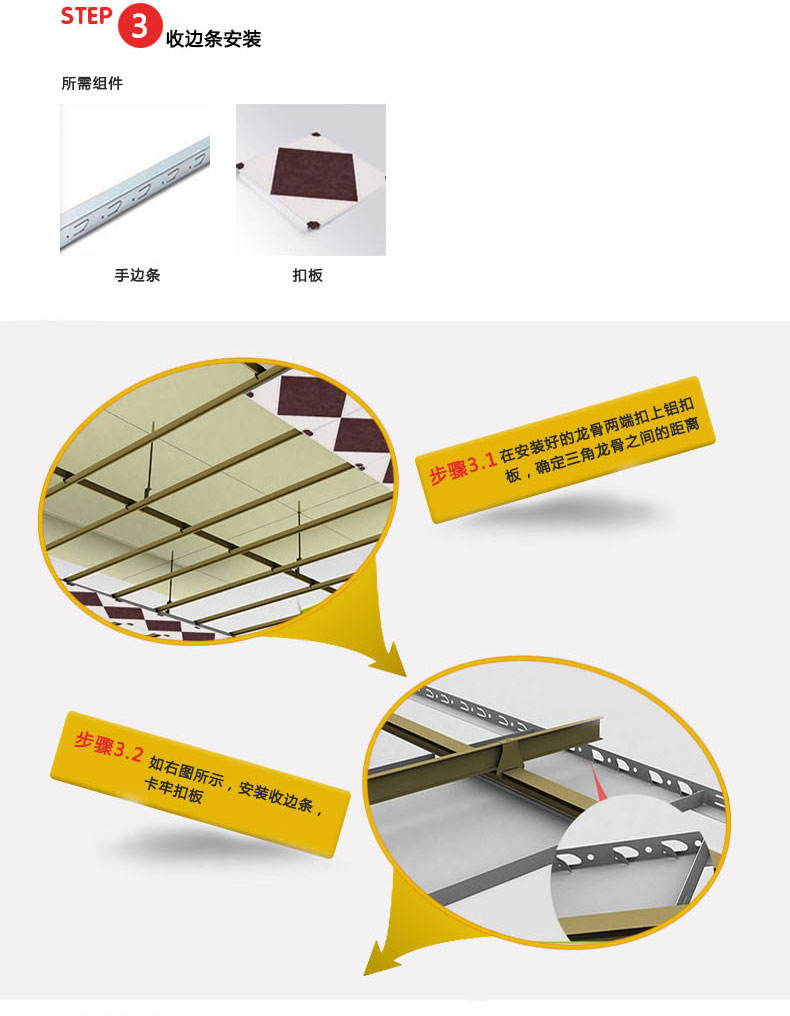 STEP 3 收边条安装
所需组件
手边条
扣板
步骤3.1 在安装好的龙骨两端扣上铝扣
板，确定三角龙骨之间的距离
步骤3.2 如右图所示，安装收边条，
卡牢扣板